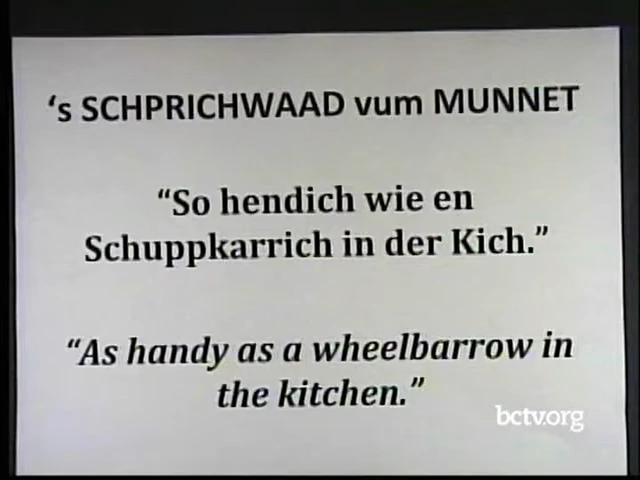 ‘s SCHPRICHWAAD vum MUNNET
“So hendich wie en
Schuppkarrich in der Kich.”
“As handy as a wheelbarrow in
the kitchen.”
bctv.org